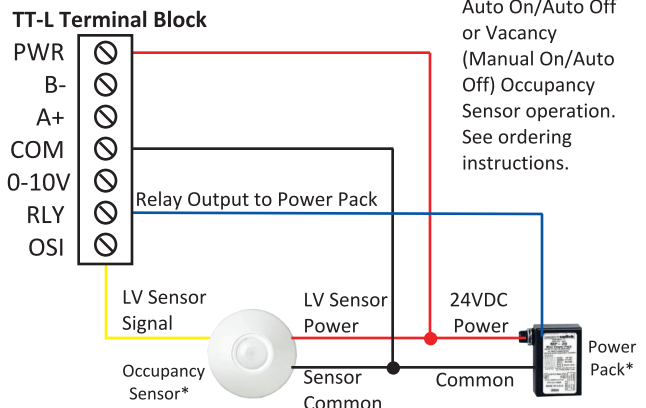 Auto On/Auto Off
or Vacancy
(Manual On/Auto
Off) Occupancy
Sensor operation.
See ordering
instructions.
TT-L Terminal Block
PWR
B-
A+
COM
0-10V
RLY
OSI
Relay Output to Power Pack
LV Sensor
Signal
LV Sensor
Power
24VDC
Power
Occupancy
Sensor*
Sensor
Common
Common
Power
Pack*